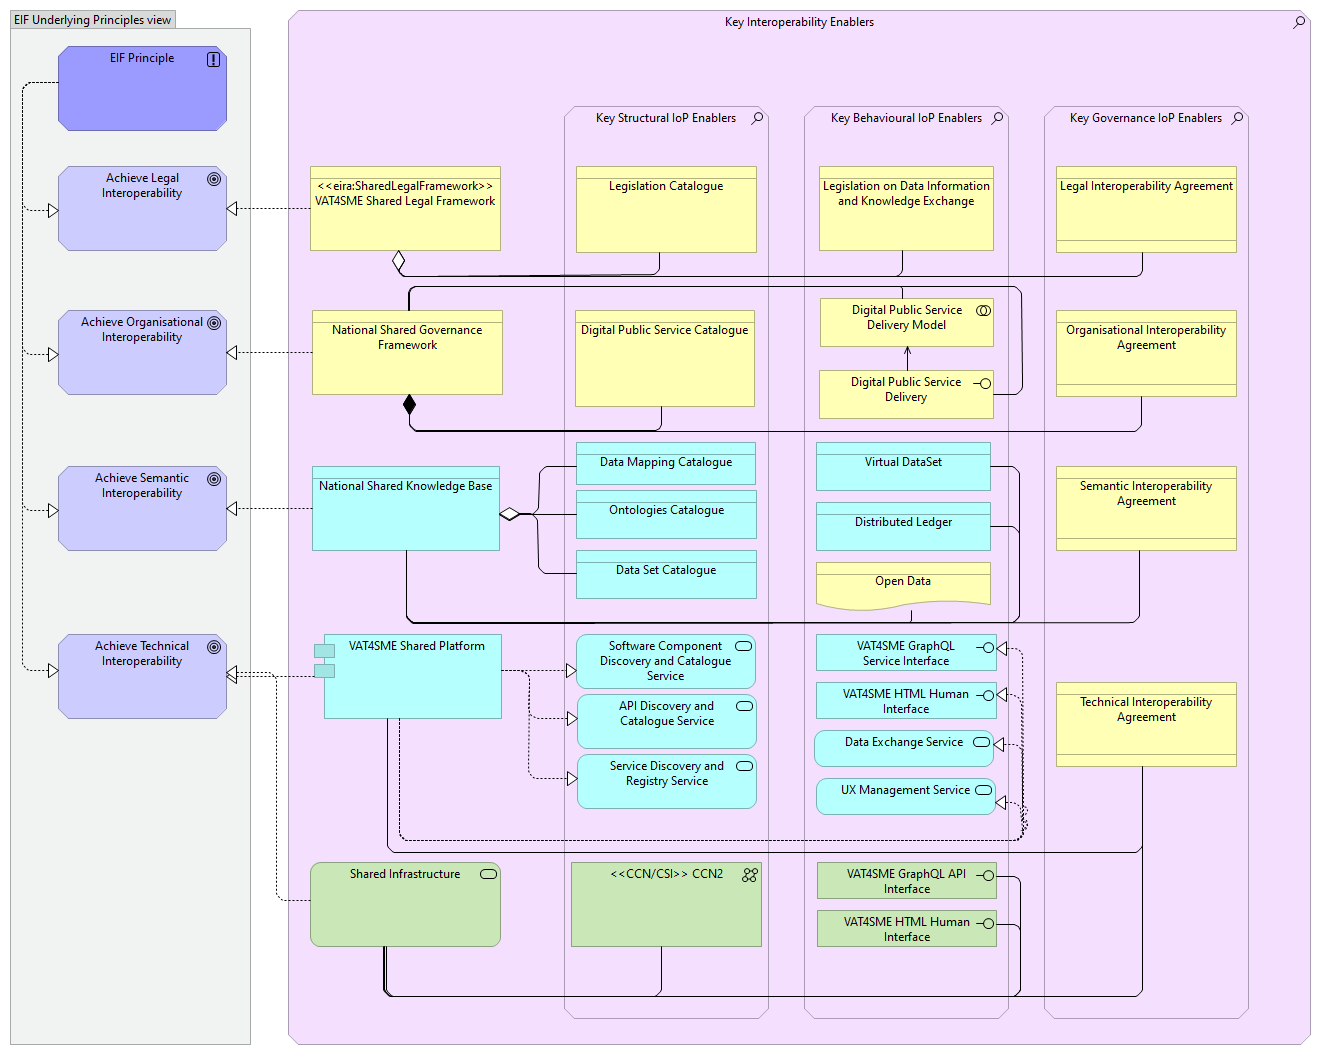 EIF Underlying Principles view
Key Interoperability Enablers
EIF Principle
Key Structural IoP Enablers
Key Behavioural IoP Enablers
Key Governance IoP Enablers
Achieve Legal
Interoperability
<<eira:SharedLegalFramework>>
VAT4SME Shared Legal Framework
Legislation Catalogue
Legislation on Data Information
and Knowledge Exchange
Legal Interoperability Agreement
Achieve Organisational
Interoperability
National Shared Governance
Framework
Digital Public Service Catalogue
Digital Public Service
Delivery Model
Digital Public Service
Delivery
Organisational Interoperability
Agreement
Achieve Semantic
Interoperability
National Shared Knowledge Base
Data Mapping Catalogue
Ontologies Catalogue
Data Set Catalogue
Virtual DataSet
Distributed Ledger
Open Data
Semantic Interoperability
Agreement
Achieve Technical
Interoperability
VAT4SME Shared Platform
Software Component
Discovery and Catalogue
Service
API Discovery and
Catalogue Service
Service Discovery and
Registry Service
VAT4SME GraphQL
Service Interface
VAT4SME HTML Human
Interface
Data Exchange Service
UX Management Service
Technical Interoperability
Agreement
Shared Infrastructure
<<CCN/CSI>> CCN2
VAT4SME GraphQL API
Interface
VAT4SME HTML Human
Interface